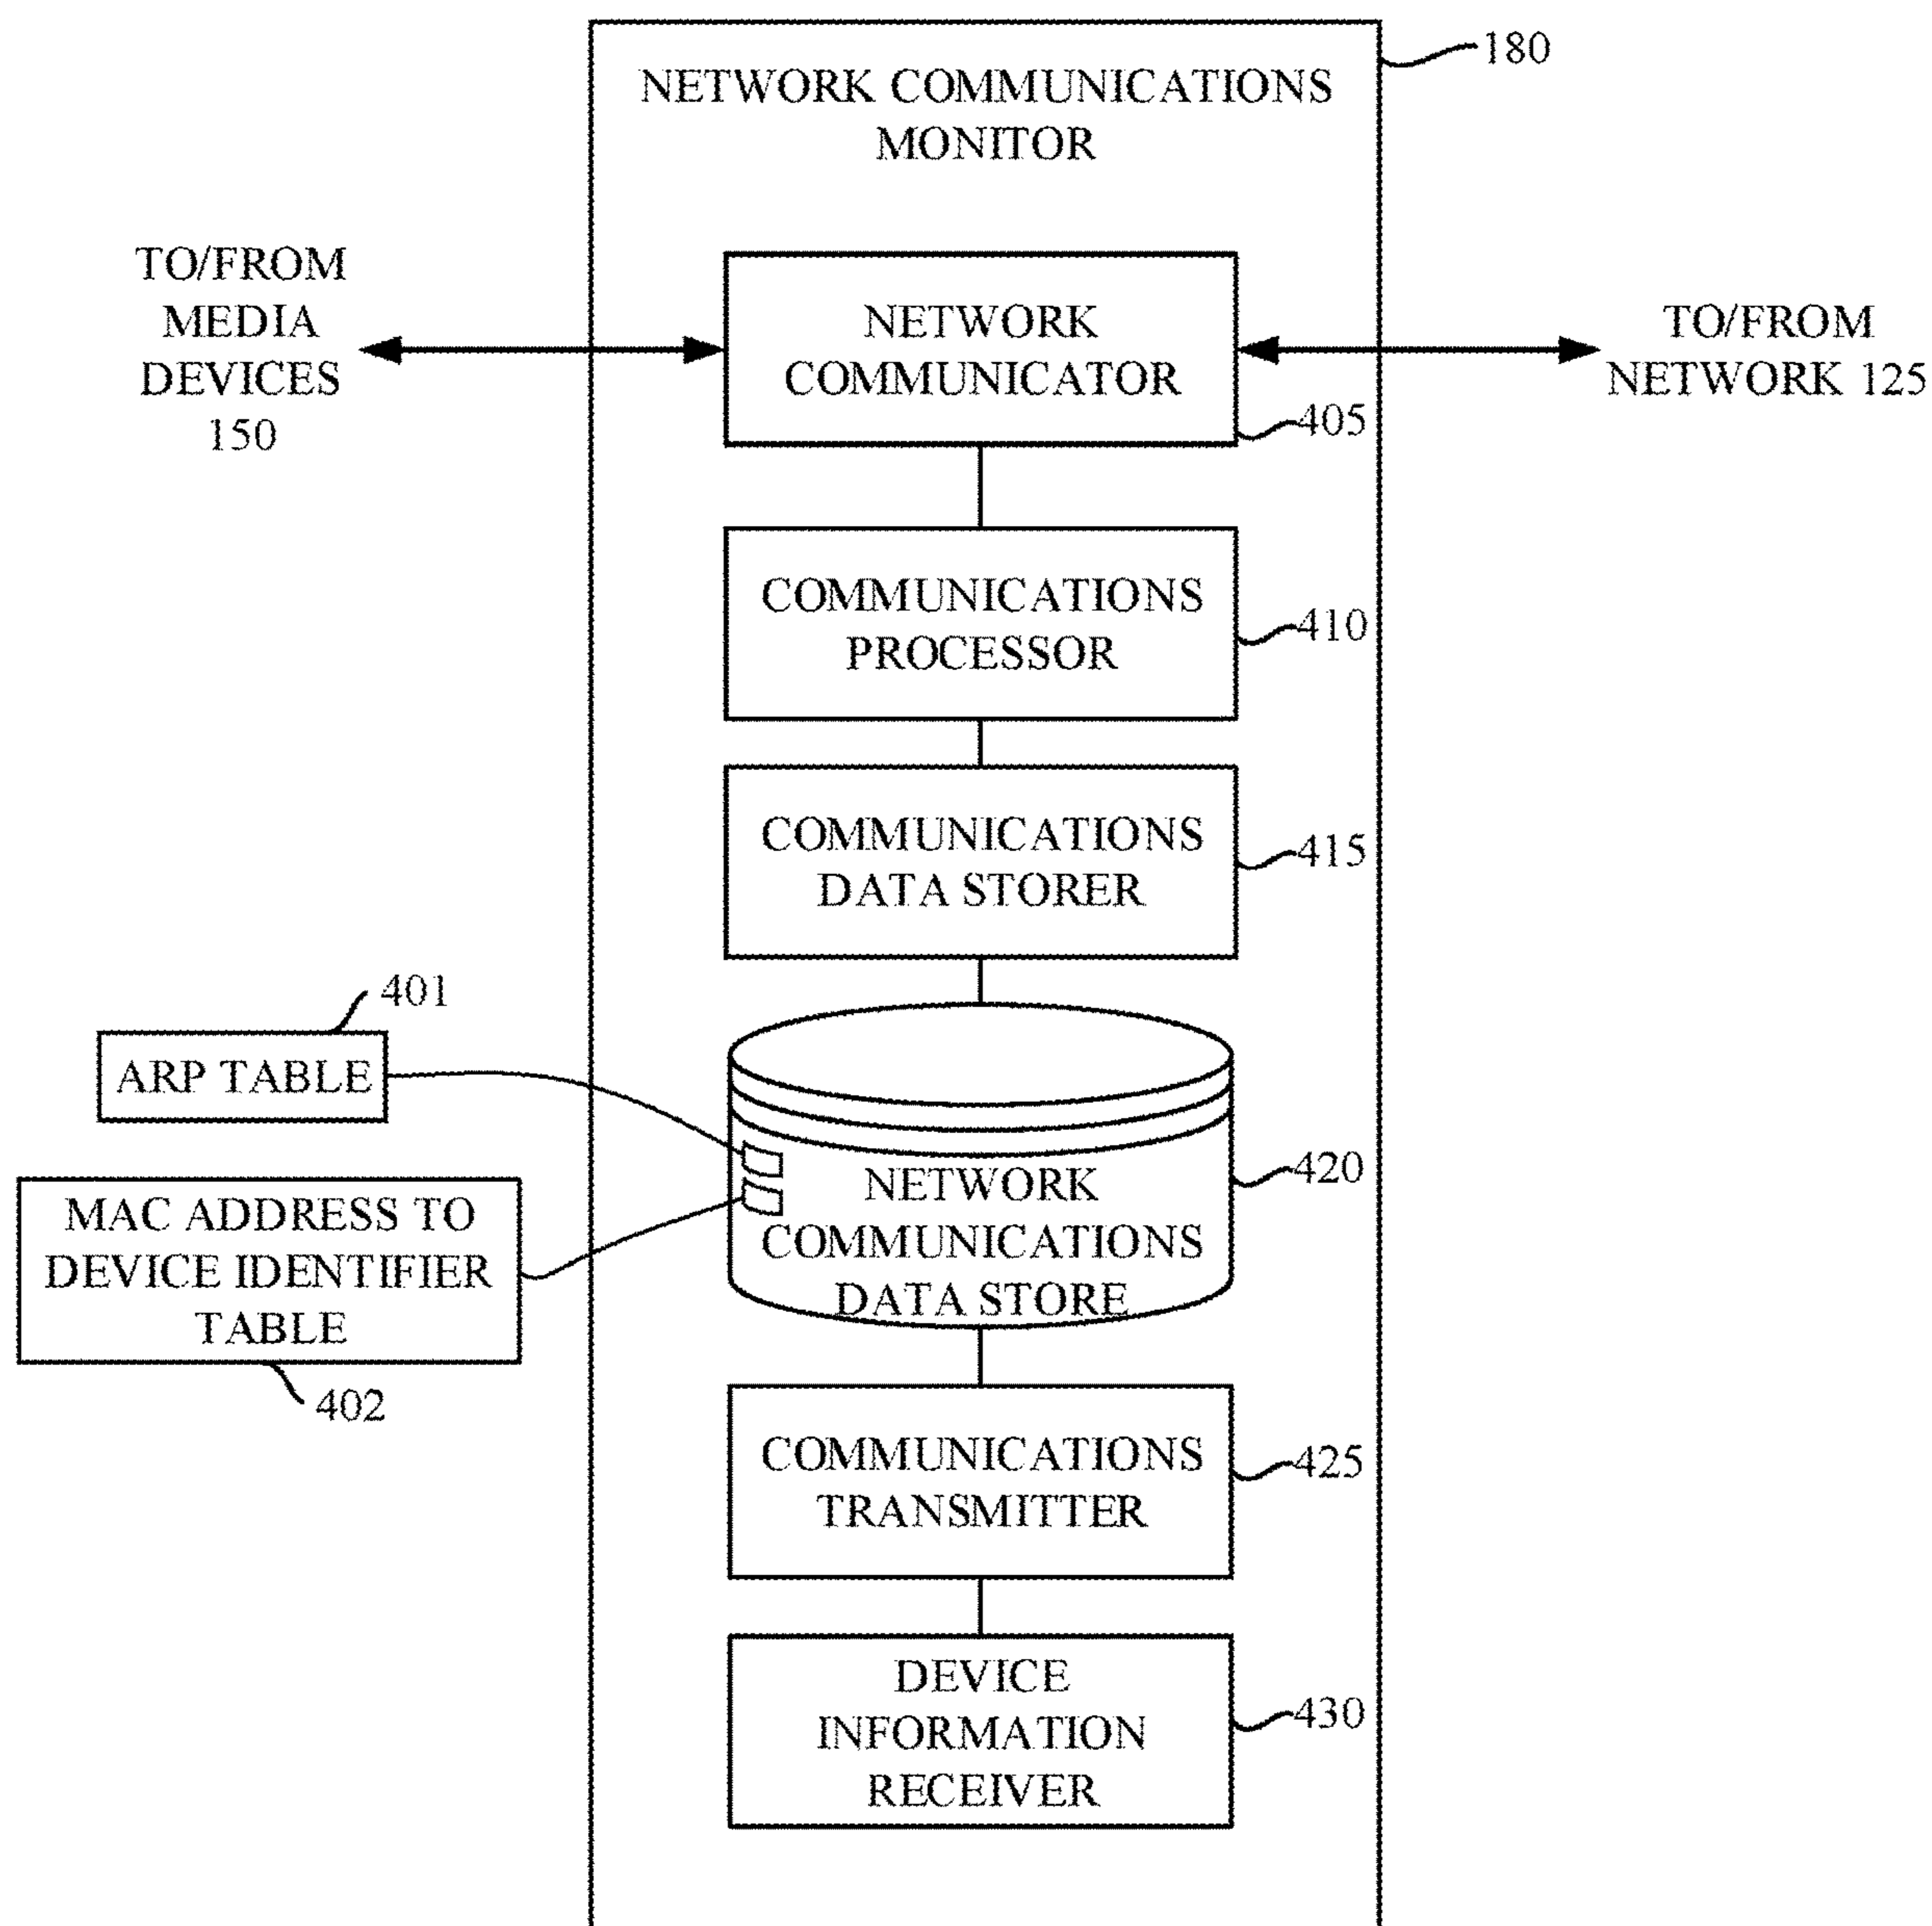 180
NETWORK COMMUNICATIONS
MONITOR
TO/FROM
MEDIA
DEVICES
150
NETWORK
COMMUNICATOR
405
TO/FROM
NETWORK 125
COMMUNICATIONS
PROCESSOR
410
COMMUNICATIONS
DATA STORER
415
401
ARP TABLE
MAC ADDRESS TO
DEVICE IDENTIFIER
TABLE
402
NETWORK
COMMUNICATIONS
DATA STORE
420
COMMUNICATIONS
TRANSMITTER
425
DEVICE
INFORMATION
RECEIVER
430